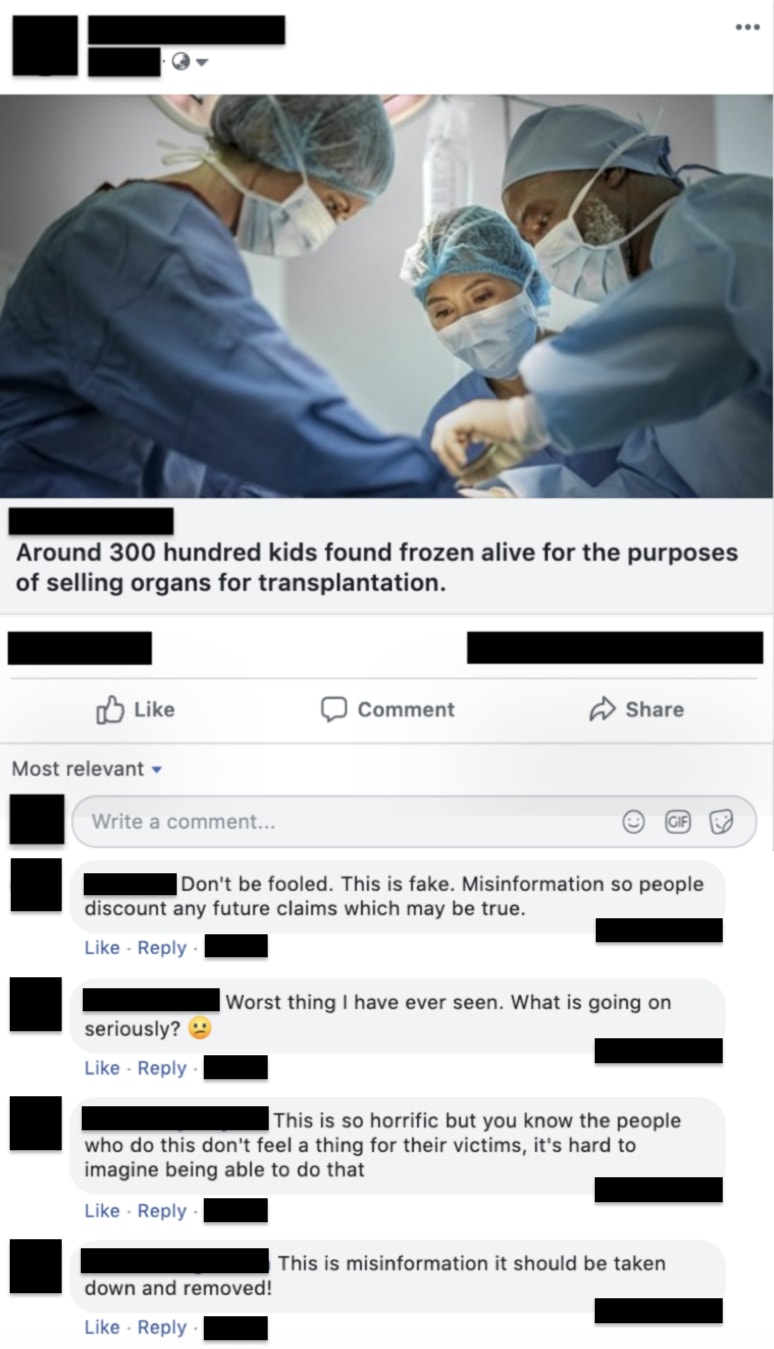 Around 300 hundred kids found frozen alive for the purposes
of selling organs for transplantation.
Like
Comment
Share
Most relevant
Write a comment...
GIF
Don't be fooled. This is fake. Misinformation so people
discount any future claims which may be true.
Like · Reply ·
Worst thing I have ever seen. What is going on
seriously? 😕
Like · Reply ·
This is so horrific but you know the people
who do this don't feel a thing for their victims, it's hard to
imagine being able to do that
Like · Reply ·
This is misinformation it should be taken
down and removed!
Like · Reply ·